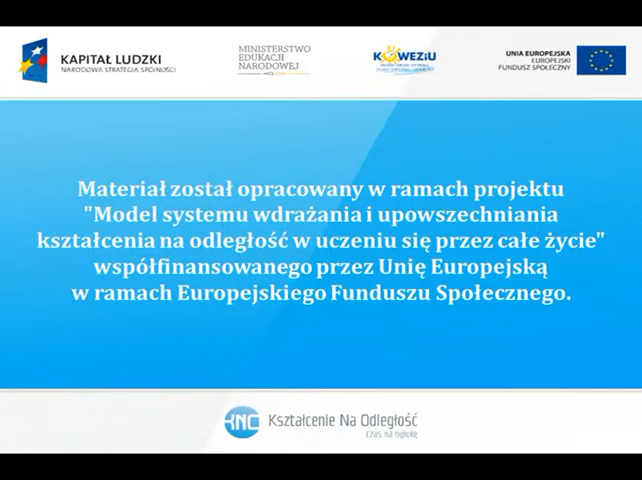 KAPITAŁ LUDZKI
NARODOWA STRATEGIA SPÓJNOŚCI
MINISTERSTWO
EDUKACJI
NARODOWEJ
KOWEZiU
UNIA EUROPEJSKA
EUROPEJSKI
FUNDUSZ SPOŁECZNY
Materiał został opracowany w ramach projektu
"Model systemu wdrażania i upowszechniania
kształcenia na odległość w uczeniu się przez całe życie"
współfinansowanego przez Unię Europejską
w ramach Europejskiego Funduszu Społecznego.
KNO Kształcenie Na Odległość
czas na naukę